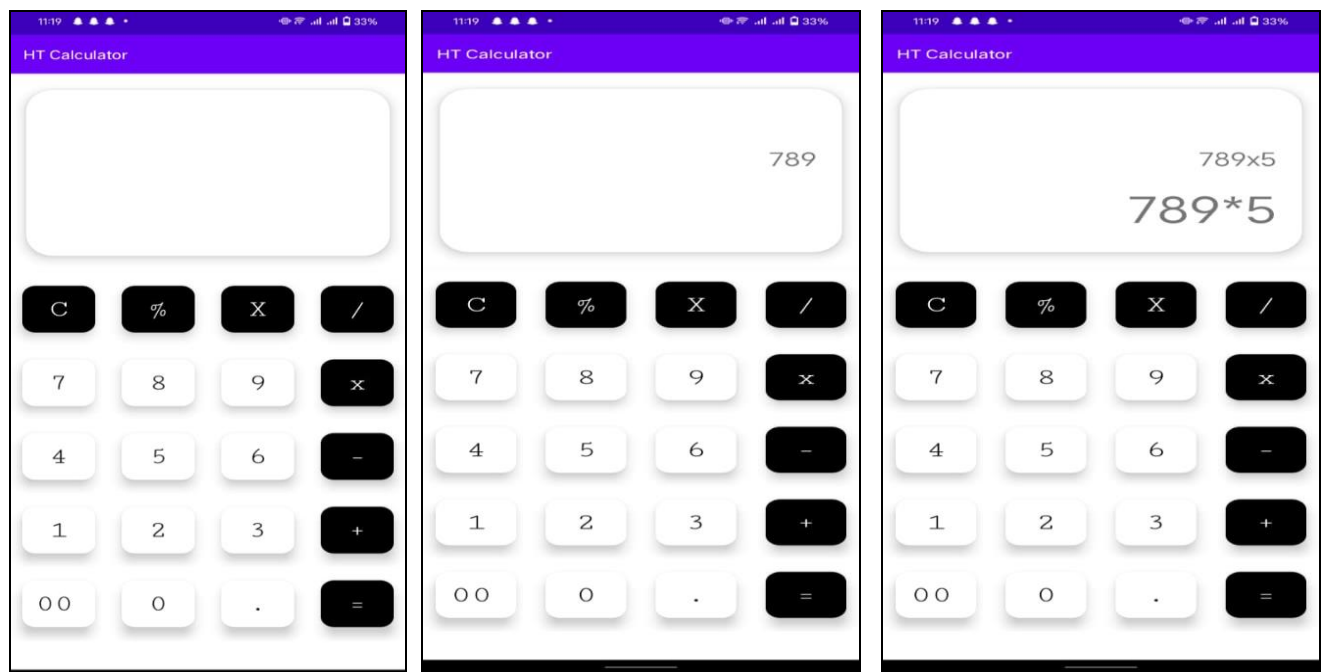 11:19 33%
HT Calculator
C % X /
7 8 9 x
4 5 6 -
1 2 3 +
00 0 . =
11:19 33%
HT Calculator
789
C % X /
7 8 9 x
4 5 6 -
1 2 3 +
00 0 . =
11:19 33%
HT Calculator
789x5
789*5
C % X /
7 8 9 x
4 5 6 -
1 2 3 +
00 0 . =